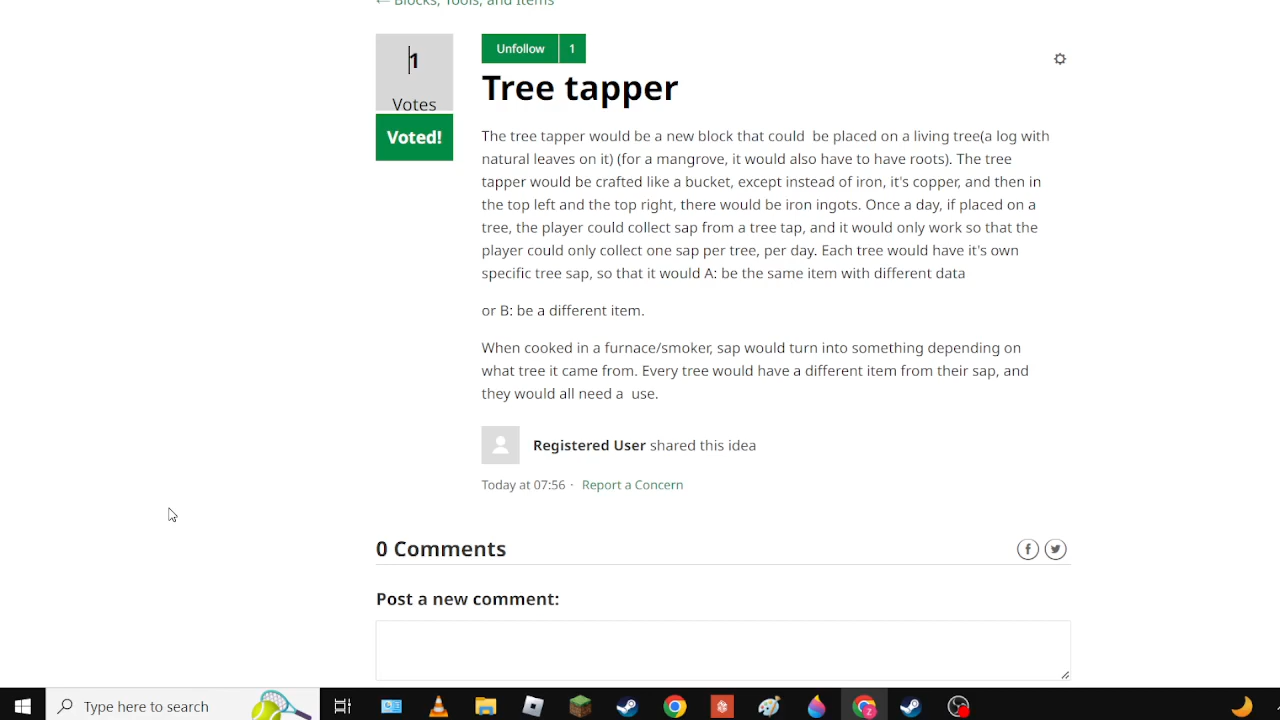 ← Blocks, Tools, and Items
1
Votes
Voted!
Unfollow 1
Tree tapper
The tree tapper would be a new block that could  be placed on a living tree(a log with
natural leaves on it) (for a mangrove, it would also have to have roots). The tree
tapper would be crafted like a bucket, except instead of iron, it's copper, and then in
the top left and the top right, there would be iron ingots. Once a day, if placed on a
tree, the player could collect sap from a tree tap, and it would only work so that the
player could only collect one sap per tree, per day. Each tree would have it's own
specific tree sap, so that it would A: be the same item with different data
or B: be a different item.
When cooked in a furnace/smoker, sap would turn into something depending on
what tree it came from. Every tree would have a different item from their sap, and
they would all need a  use.
Registered User shared this idea
Today at 07:56 · Report a Concern
0 Comments
Post a new comment:
Type here to search